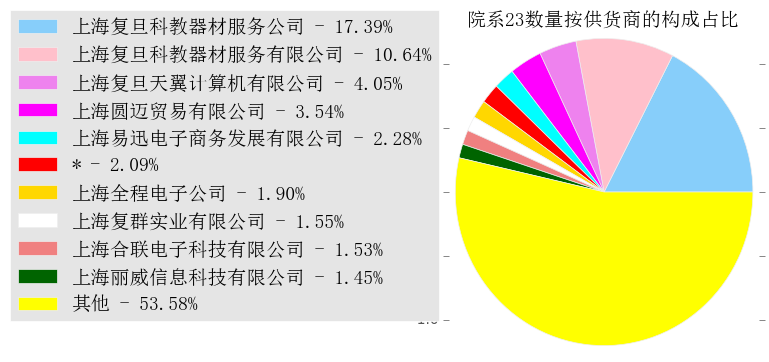 院系23数量按供货商的构成占比
上海复旦科教器材服务公司 - 17.39%
上海复旦科教器材服务有限公司 - 10.64%
上海复旦天翼计算机有限公司 - 4.05%
上海圆迈贸易有限公司 - 3.54%
上海易迅电子商务发展有限公司 - 2.28%
* - 2.09%
上海全程电子公司 - 1.90%
上海复群实业有限公司 - 1.55%
上海合联电子科技有限公司 - 1.53%
上海丽威信息科技有限公司 - 1.45%
其他 - 53.58%